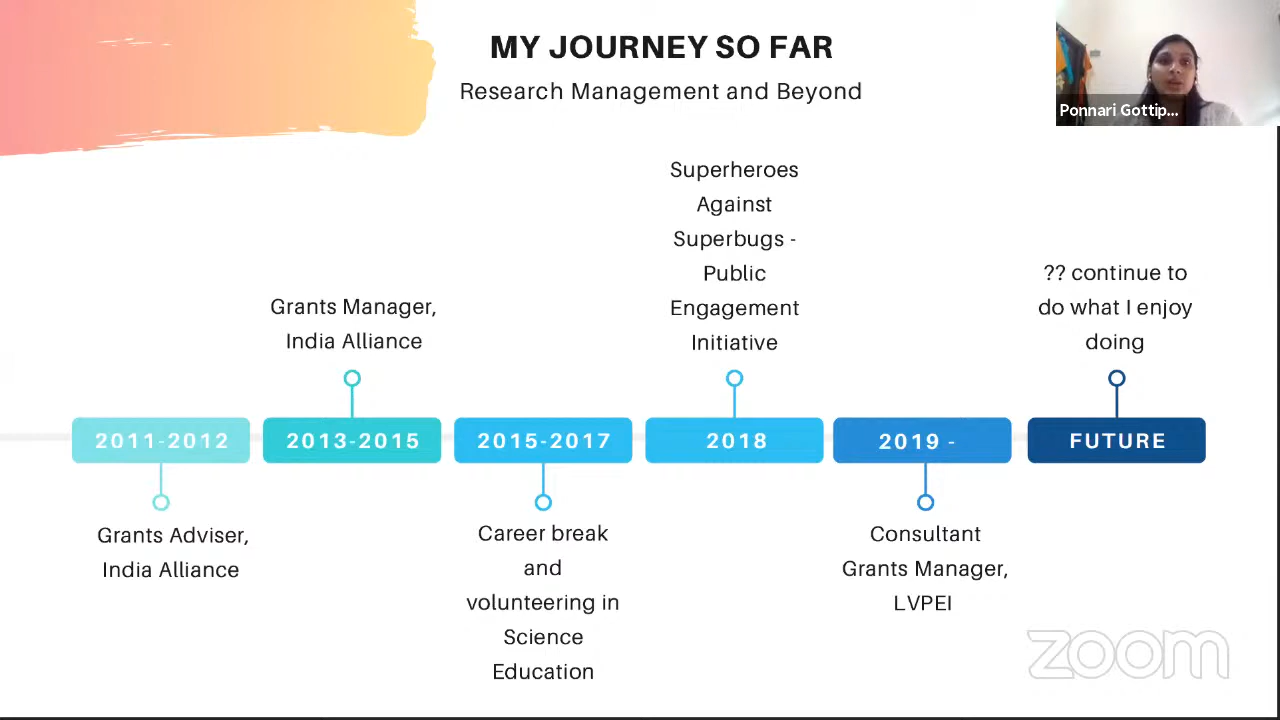 MY JOURNEY SO FAR
Research Management and Beyond
Ponnari Gottip...
Superheroes
Against
Superbugs -
Public
Engagement
Initiative
Grants Manager,
India Alliance
?? continue to
do what I enjoy
doing
2011-2012
2013-2015
2015-2017
2018
2019 -
FUTURE
Grants Adviser,
India Alliance
Career break
and
volunteering in
Science
Education
Consultant
Grants Manager,
LVPEI
zoom